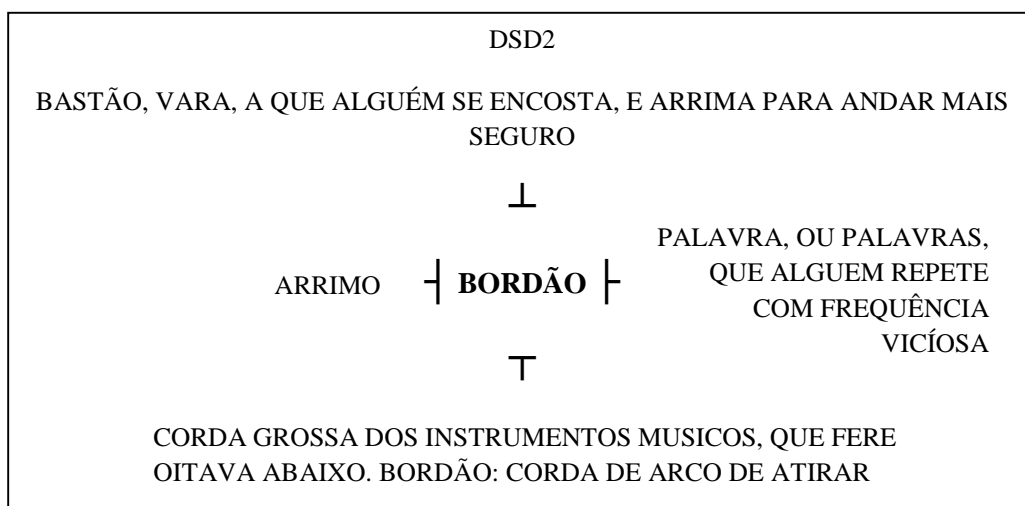 DSD2
BASTÃO, VARA, A QUE ALGUÉM SE ENCOSTA, E ARRIMA PARA ANDAR MAIS
SEGURO
┴
ARRIMO ┤ BORDÃO ├
PALAVRA, OU PALAVRAS,
QUE ALGUEM REPETE
COM FREQUÊNCIA
VICÍOSA
┬
CORDA GROSSA DOS INSTRUMENTOS MUSICOS, QUE FERE
OITAVA ABAIXO. BORDÃO: CORDA DE ARCO DE ATIRAR